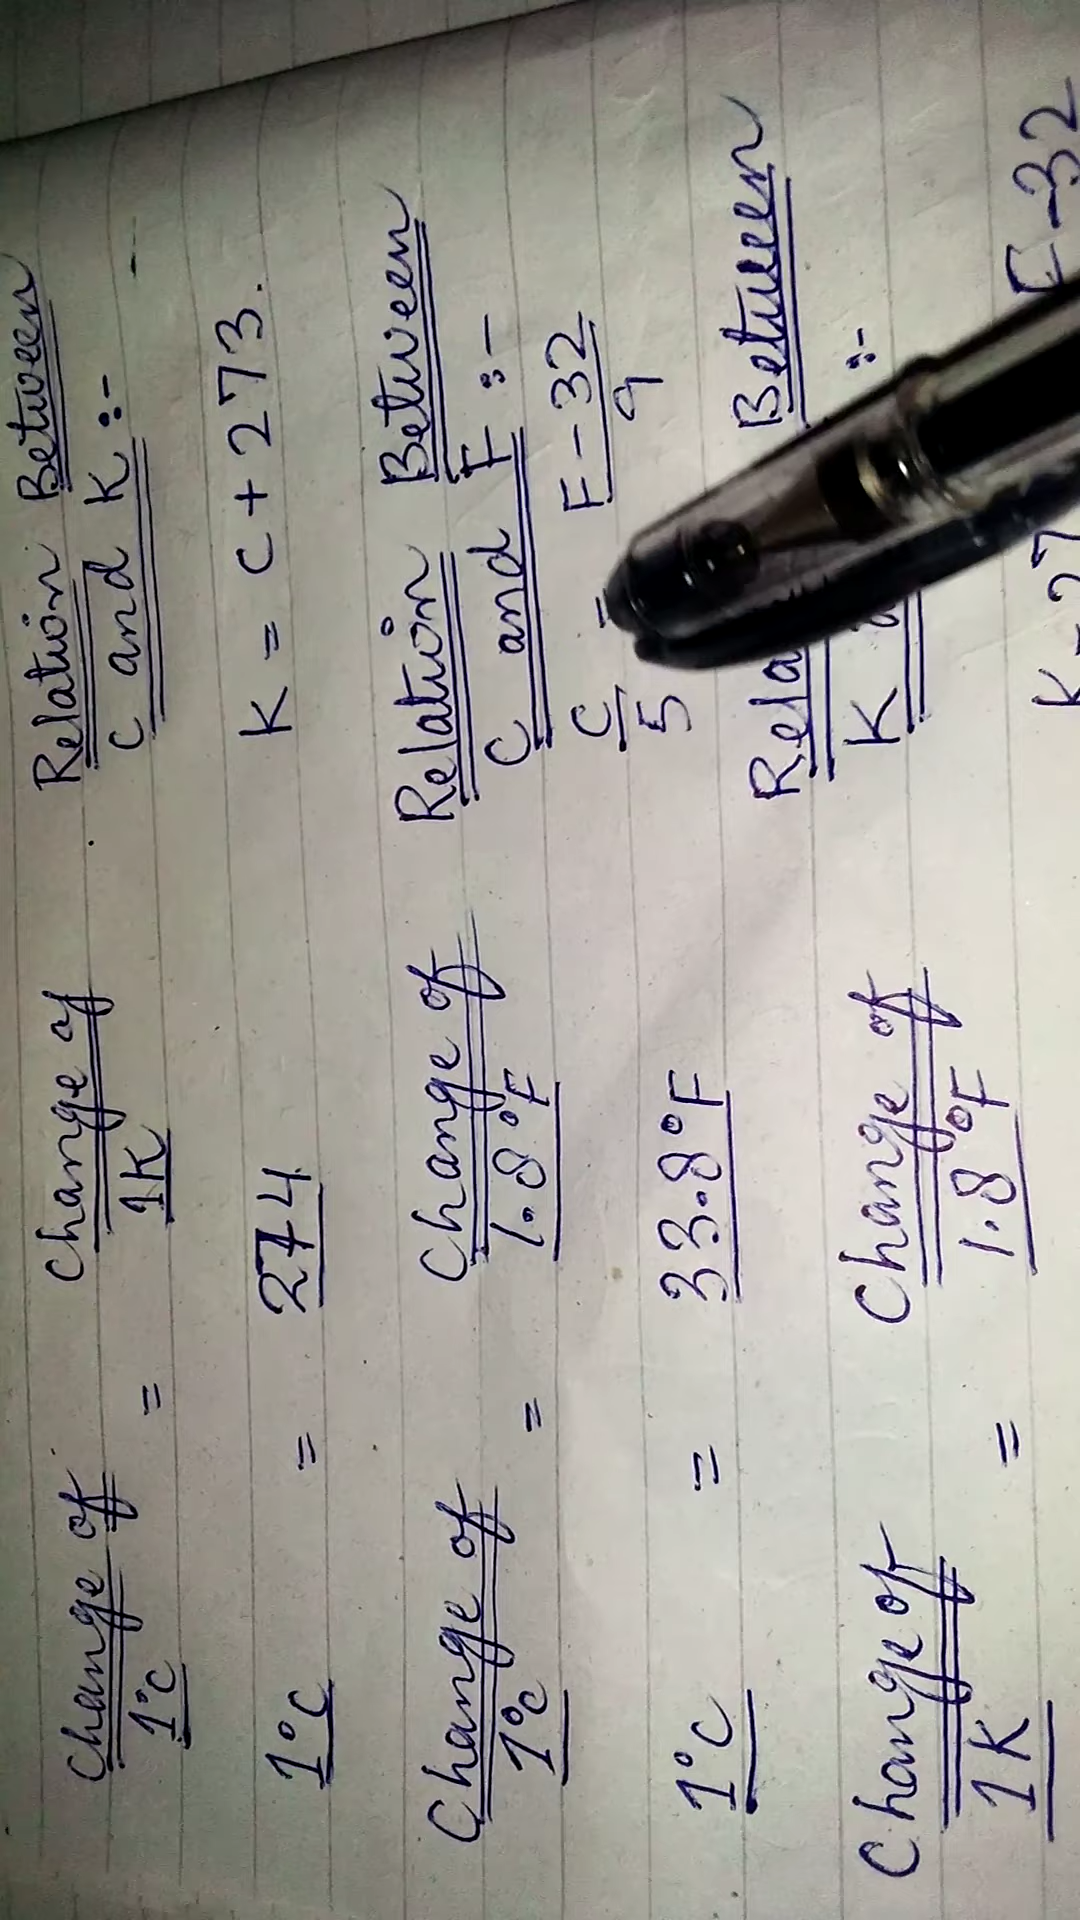 Change of = Change of Relation Between
1°C 1K C and K :-
1°C = 274 K = C + 273.
Change of = Change of Relation Between
1°C 1.8°F C and F :-
1°C = 33.8°F C/5 = F-32/9
Change of = Change of Between
1K 1.8°F K :-
F-32